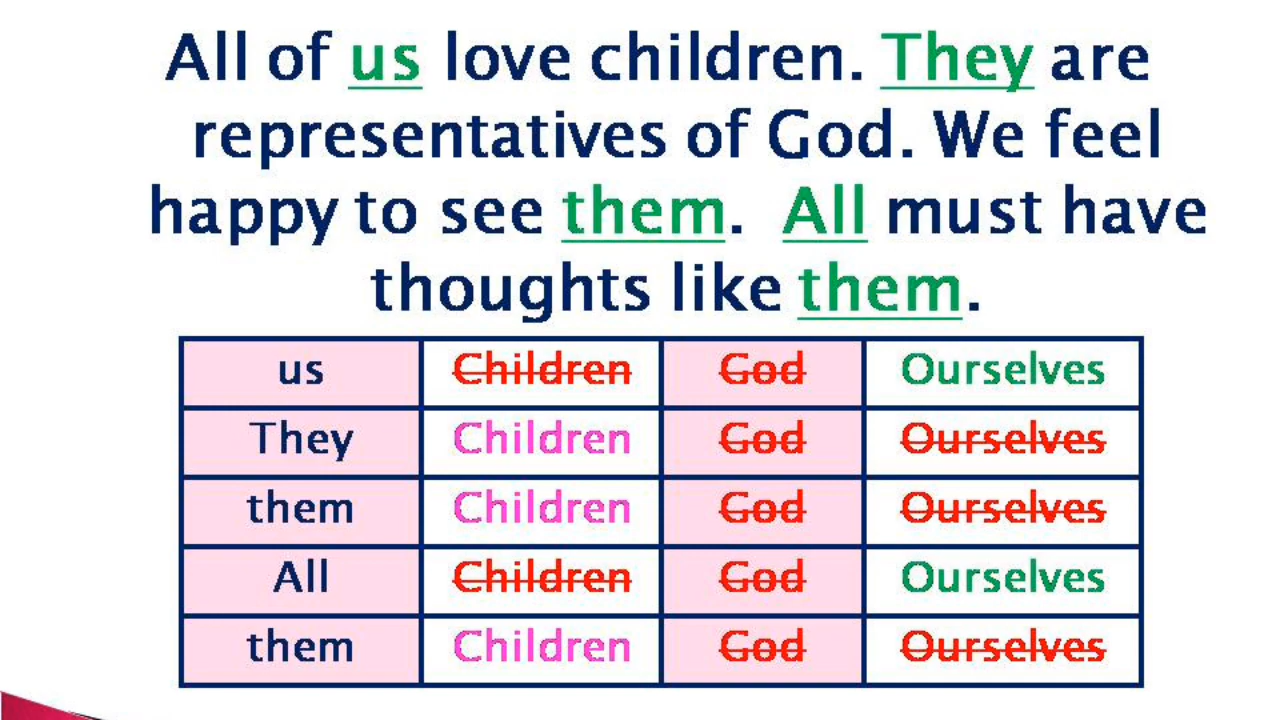 All of us love children. They are
representatives of God. We feel
happy to see them. All must have
thoughts like them.
us Children God Ourselves
They Children God Ourselves
them Children God Ourselves
All Children God Ourselves
them Children God Ourselves